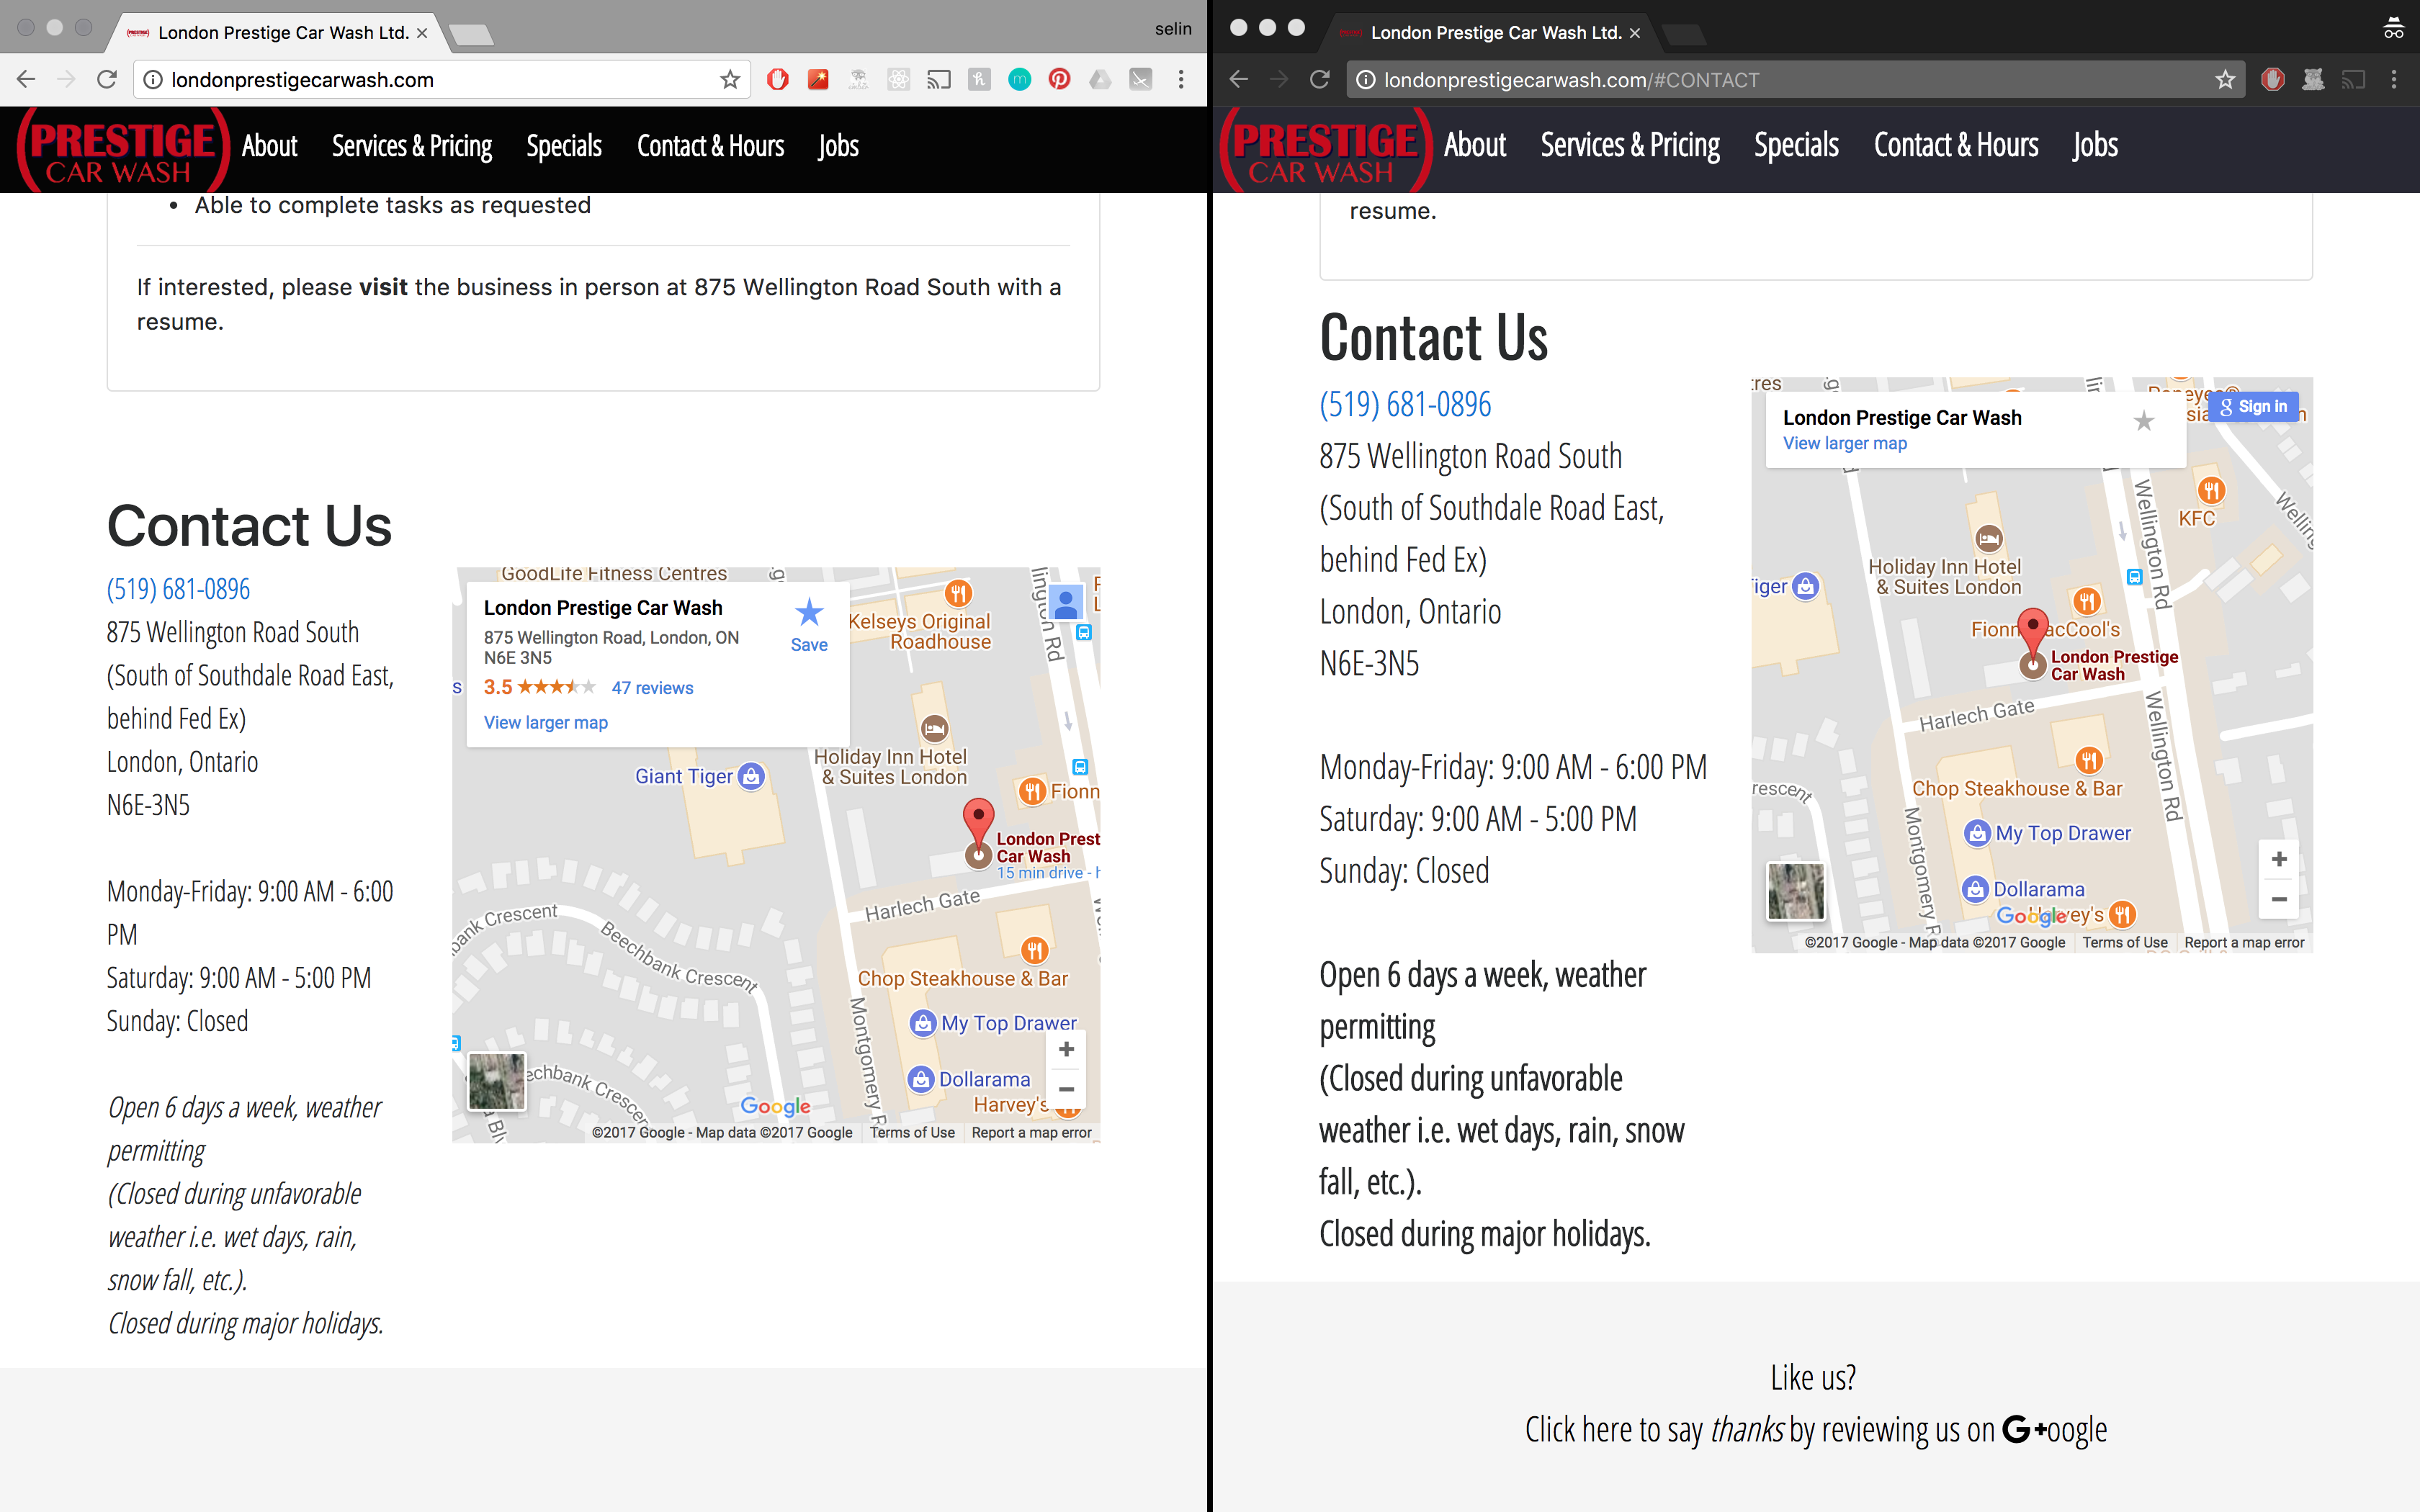 London Prestige Car Wash Ltd.
selin
londonprestigecarwash.com
(PRESTIGE)
CAR WASH
About
Services & Pricing
Specials
Contact & Hours
Jobs
• Able to complete tasks as requested
If interested, please visit the business in person at 875 Wellington Road South with a
resume.
Contact Us
(519) 681-0896
875 Wellington Road South
(South of Southdale Road East,
behind Fed Ex)
London, Ontario
N6E-3N5
Monday-Friday: 9:00 AM - 6:00
PM
Saturday: 9:00 AM - 5:00 PM
Sunday: Closed
Open 6 days a week, weather
permitting
(Closed during unfavorable
weather i.e. wet days, rain,
snow fall, etc.).
Closed during major holidays.
GoodLife Fitness Centres
London Prestige Car Wash
875 Wellington Road, London, ON
N6E 3N5
3.5
47 reviews
View larger map
Save
Kelseys Original
Roadhouse
Holiday Inn Hotel
& Suites London
Giant Tiger
Fionn
London Prest
Car Wash
15 min drive - h
Harlech Gate
bank Crescent
Beechbank Crescent
Chop Steakhouse & Bar
Montgomery R
My Top Drawer
Dollarama
echbank Crescen
Harvey's
Google
©2017 Google - Map data ©2017 Google
Terms of Use
Report a map error
London Prestige Car Wash Ltd.
londonprestigecarwash.com/#CONTACT
(PRESTIGE)
CAR WASH
About
Services & Pricing
Specials
Contact & Hours
Jobs
resume.
Contact Us
(519) 681-0896
875 Wellington Road South
(South of Southdale Road East,
behind Fed Ex)
London, Ontario
N6E-3N5
Monday-Friday: 9:00 AM - 6:00 PM
Saturday: 9:00 AM - 5:00 PM
Sunday: Closed
Open 6 days a week, weather
permitting
(Closed during unfavorable
weather i.e. wet days, rain, snow
fall, etc.).
Closed during major holidays.
London Prestige Car Wash
View larger map
Sign in
KFC
Wellington Rd
Holiday Inn Hotel
& Suites London
iger
London Prestige
Car Wash
Harlech Gate
Wellington Rd
rescent
Chop Steakhouse & Bar
Montgomery R
My Top Drawer
Dollarama
Google
©2017 Google - Map data ©2017 Google
Terms of Use
Report a map error
Like us?
Click here to say thanks by reviewing us on G+oogle